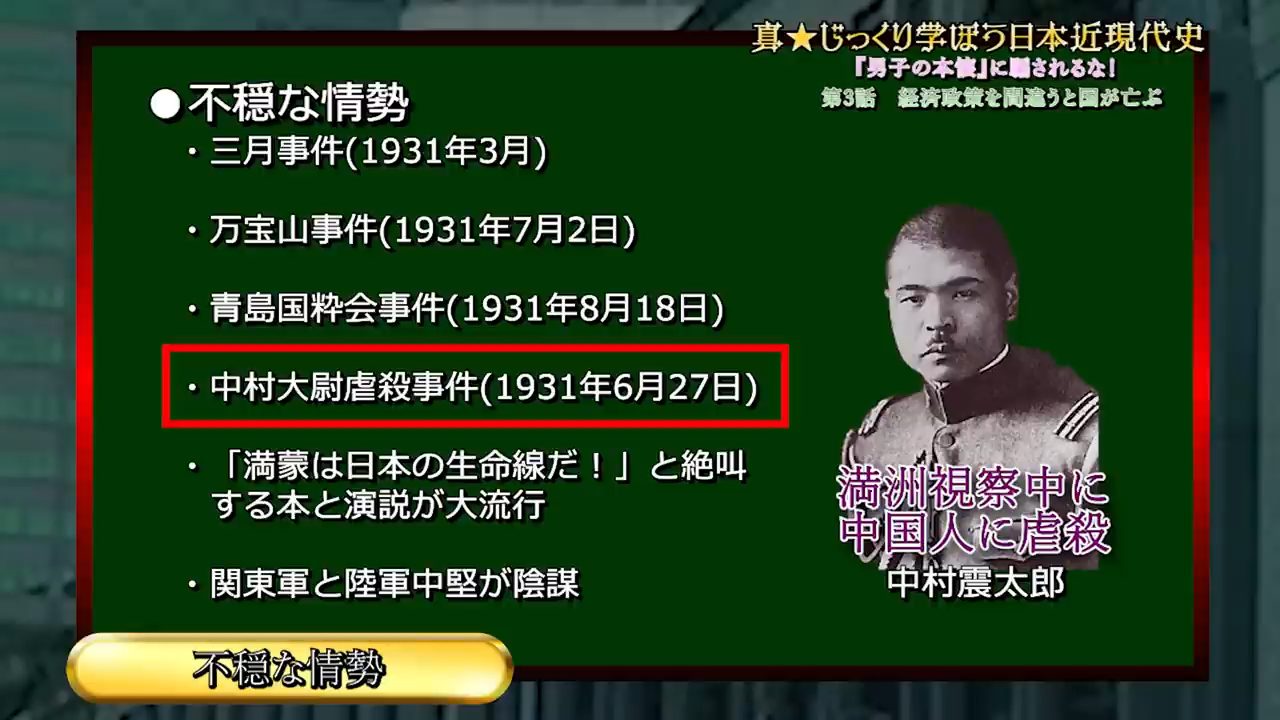 真★じっくり学ぼう日本近現代史
『男子の本懐』に騙されるな!
第3話 経済政策を間違うと国が亡ぶ
●不穏な情勢
・三月事件(1931年3月)
・万宝山事件(1931年7月2日)
・青島国粋会事件(1931年8月18日)
・中村大尉虐殺事件(1931年6月27日)
・「満蒙は日本の生命線だ！」と絶叫
する本と演説が大流行
・関東軍と陸軍中堅が陰謀
満洲視察中に
中国人に虐殺
中村震太郎
不穏な情勢